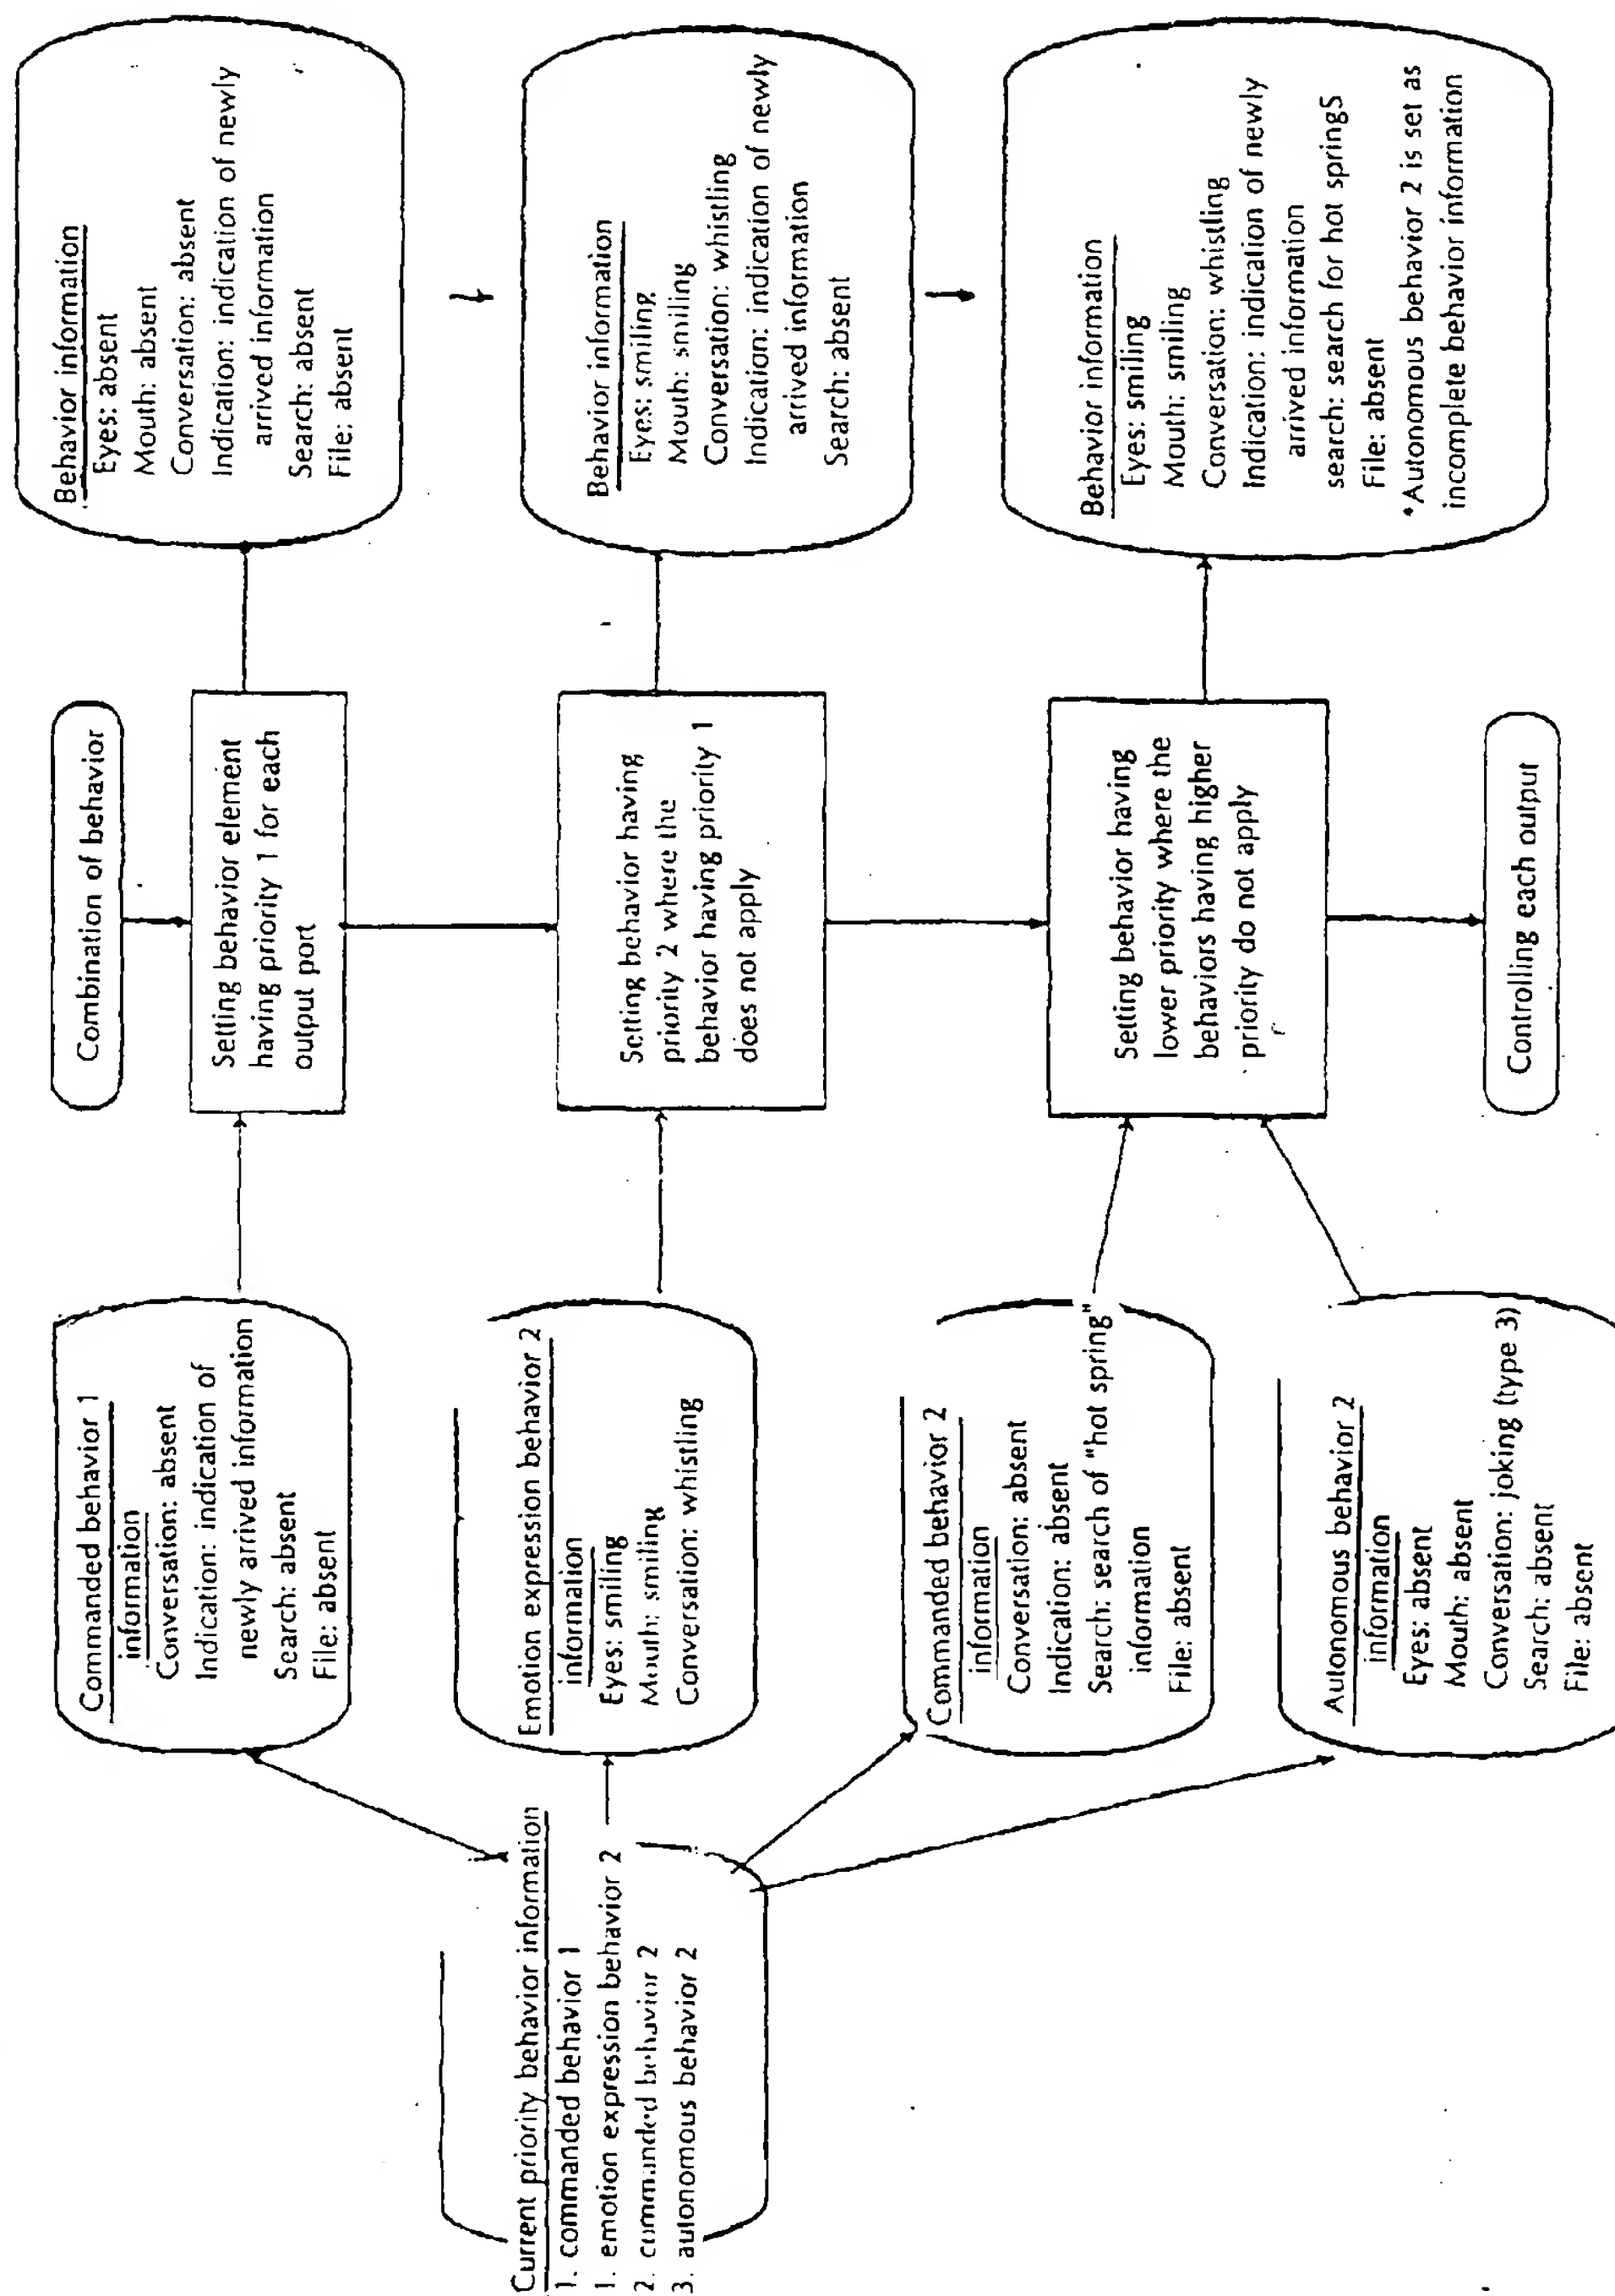 Current priority behavior information
1. commanded behavior 1
1. emotion expression behavior 2
2. commanded behavior 2
3. autonomous behavior 2
Commanded behavior 1
information
Conversation: absent
Indication: indication of
newly arrived information
Search: absent
File: absent
Emotion expression behavior 2
information
Eyes: smiling
Mouth: smiling
Conversation: whistling
Commanded behavior 2
information
Conversation: absent
Indication: absent
Search: search of "hot spring"
information
File: absent
Autonomous behavior 2
information
Eyes: absent
Mouth: absent
Conversation: joking (type 3)
Search: absent
File: absent
Combination of behavior
Setting behavior element
having priority 1 for each
output port
Setting behavior having
priority 2 where the
behavior having priority 1
does not apply
Setting behavior having
lower priority where the
behaviors having higher
priority do not apply
Controlling each output
Behavior information
Eyes: absent
Mouth: absent
Conversation: absent
Indication: indication of newly
arrived information
Search: absent
File: absent
Behavior information
Eyes: smiling
Mouth: smiling
Conversation: whistling
Indication: indication of newly
arrived information
Search: absent
Behavior information
Eyes: smiling
Mouth: smiling
Conversation: whistling
Indication: indication of newly
arrived information
search: search for hot springS
File: absent
*Autonomous behavior 2 is set as
incomplete behavior information